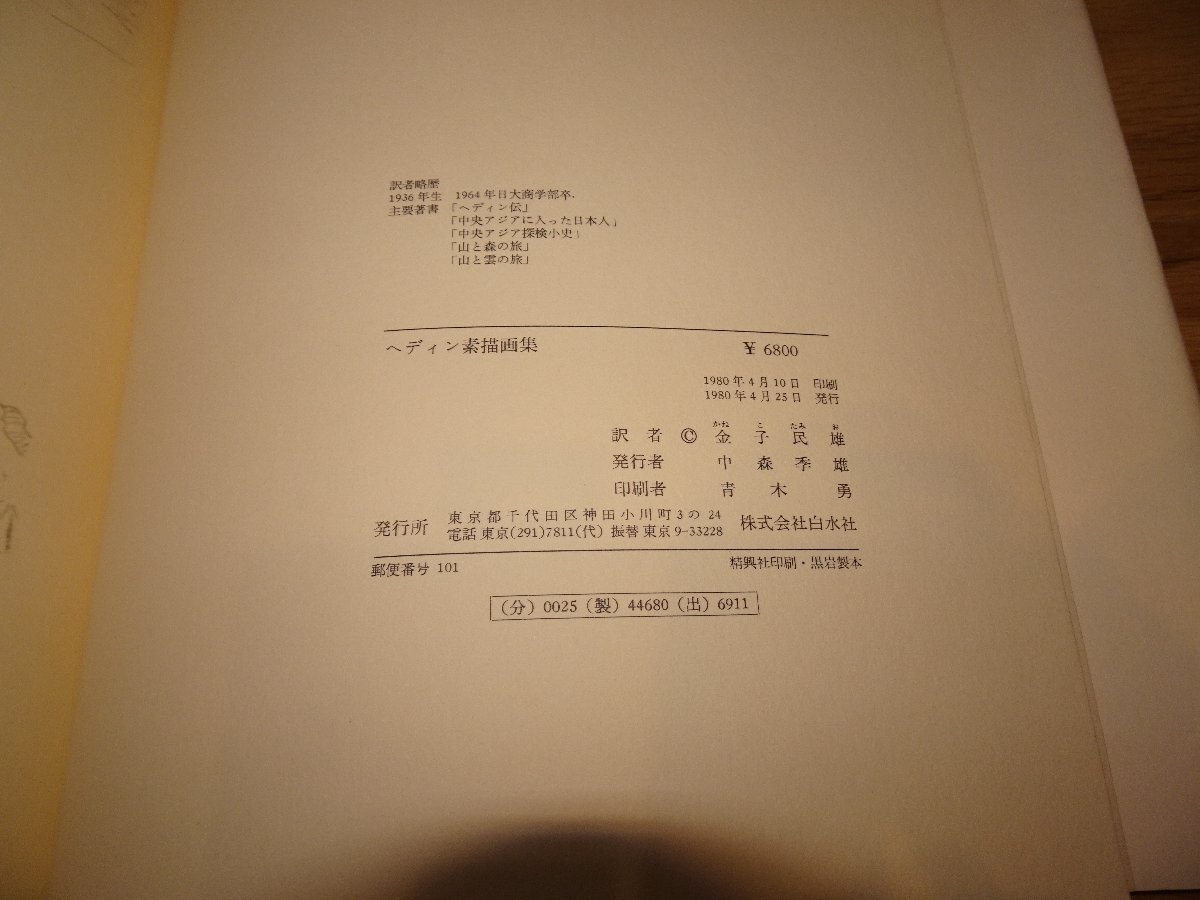 訳者略歴
1936年生 1964年日大商学部卒.
主要著書「ヘディン伝」
「中央アジアに入った日本人」
「中央アジア探検小史」
「山と森の旅」
「山と雲の旅」
ヘディン素描画集 ¥6800
1980年4月10日 印刷
1980年4月25日 発行
かね こ たみ お
訳者 © 金子民雄
発行者 中森季雄
印刷者 青木勇
発行所 東京都千代田区神田小川町3の24 株式会社白水社
電話 東京(291)7811(代) 振替 東京9-33228
郵便番号 101 精興社印刷・黒岩製本
(分)0025(製)44680(出)6911